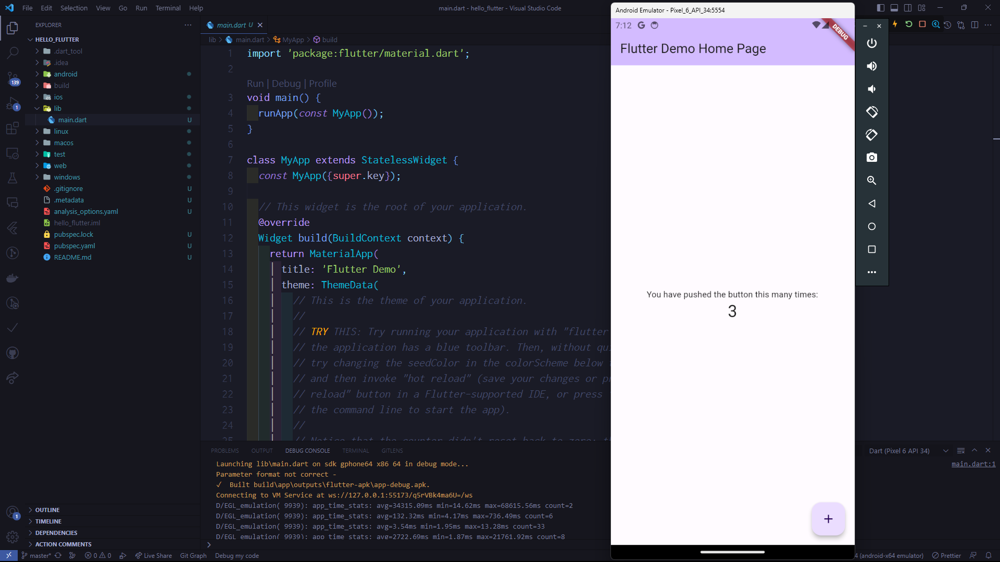 File Edit Selection View Go Run Terminal Help
main.dart - hello_flutter - Visual Studio Code
EXPLORER
HELLO_FLUTTER
.dart_tool
.idea
android
build
ios
lib
main.dart U
linux
macos
test
web
windows
.gitignore U
.metadata U
analysis_options.yaml U
hello_flutter.iml
pubspec.lock U
pubspec.yaml U
README.md U
OUTLINE
TIMELINE
DEPENDENCIES
ACTION COMMENTS
139
1
1
main.dart U
lib > main.dart > MyApp > build
1 import 'package:flutter/material.dart';
2
Run | Debug | Profile
3 void main() {
4 runApp(const MyApp());
5 }
6
7 class MyApp extends StatelessWidget {
8 const MyApp({super.key});
9
10 // This widget is the root of your application.
11 @override
12 Widget build(BuildContext context) {
13 return MaterialApp(
14 title: 'Flutter Demo',
15 theme: ThemeData(
16 // This is the theme of your application.
17 //
18 // TRY THIS: Try running your application with "flutter
19 // the application has a blue toolbar. Then, without qu
20 // try changing the seedColor in the colorScheme below
21 // and then invoke "hot reload" (save your changes or p
22 // reload" button in a Flutter-supported IDE, or press
23 // the command line to start the app).
24 //
25 // Notice that the counter didn't reset back to zero;
PROBLEMS OUTPUT DEBUG CONSOLE TERMINAL GITLENS
Dart (Pixel 6 API 34)
main.dart:1
Launching lib\main.dart on sdk gphone64 x86 64 in debug mode...
Parameter format not correct -
✓ Built build\app\outputs\flutter-apk\app-debug.apk.
Connecting to VM Service at ws://127.0.0.1:55173/q5rVBk4ma6U=/ws
D/EGL_emulation( 9939): app_time_stats: avg=34315.09ms min=14.62ms max=68615.56ms count=2
D/EGL_emulation( 9939): app_time_stats: avg=132.32ms min=4.17ms max=736.49ms count=6
D/EGL_emulation( 9939): app_time_stats: avg=3.54ms min=1.95ms max=13.28ms count=33
D/EGL_emulation( 9939): app_time_stats: avg=2722.69ms min=1.87ms max=21761.92ms count=8
>
Android Emulator - Pixel_6_API_34:5554
7:12 G
DEBUG
Flutter Demo Home Page
You have pushed the button this many times:
3
+
master* 0 0 Live Share Git Graph Debug my code
4 (android-x64 emulator) Prettier